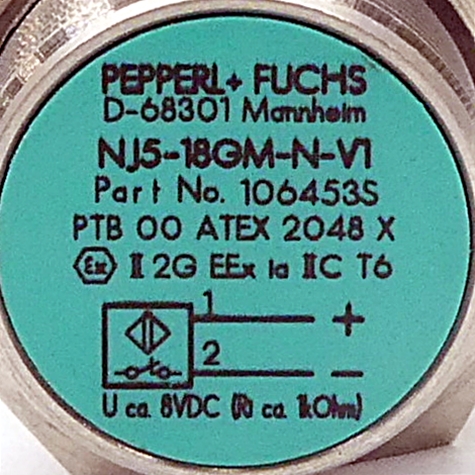 PEPPERL+ FUCHS
D-68301 Mannheim
NJ5-18GM-N-V1
Part No. 106453S
PTB 00 ATEX 2048 X
Ex II 2G EEx ia IIC T6
1 +
2 −
U ca. 8VDC (Ri ca. 1kOhm)